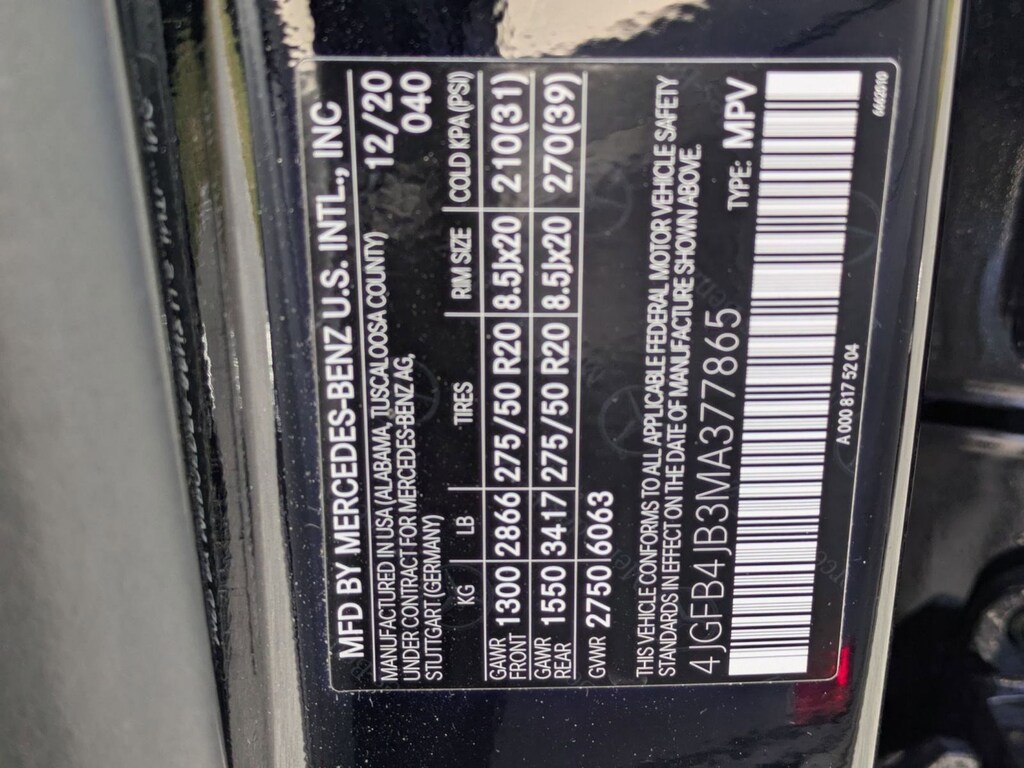 MFD BY MERCEDES-BENZ U.S. INTL., INC
MANUFACTURED IN USA (ALABAMA, TUSCALOOSA COUNTY) 12/20
UNDER CONTRACT FOR MERCEDES-BENZ AG, 040
STUTTGART (GERMANY)
KG LB TIRES RIM SIZE COLD KPA (PSI)
GAWR FRONT 1300 2866 275/50 R20 8.5Jx20 210(31)
GAWR REAR 1550 3417 275/50 R20 8.5Jx20 270(39)
GVWR 2750 6063
THIS VEHICLE CONFORMS TO ALL APPLICABLE FEDERAL MOTOR VEHICLE SAFETY
STANDARDS IN EFFECT ON THE DATE OF MANUFACTURE SHOWN ABOVE.
4JGFB4JB3MA377865 TYPE: MPV
A 000 817 52 04 6662010